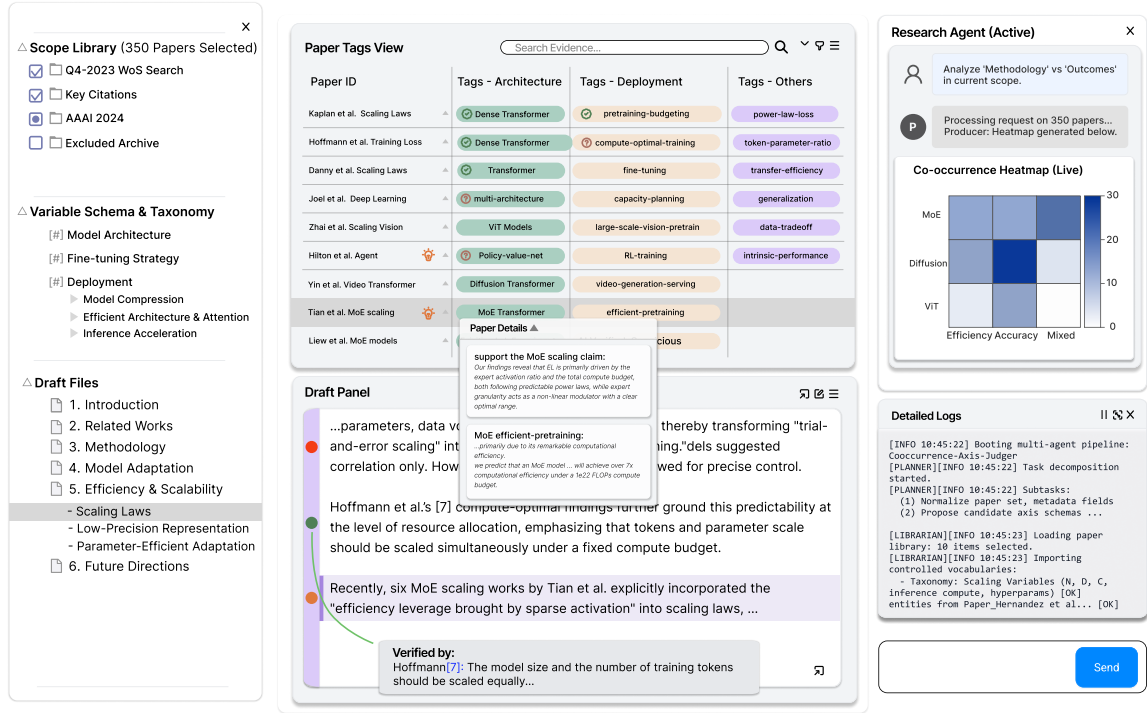 x
Scope Library (350 Papers Selected)
Q4-2023 WoS Search
Key Citations
AAAI 2024
Excluded Archive
Variable Schema & Taxonomy
[#] Model Architecture
[#] Fine-tuning Strategy
[#] Deployment
Model Compression
Efficient Architecture & Attention
Inference Acceleration
Draft Files
1. Introduction
2. Related Works
3. Methodology
4. Model Adaptation
5. Efficiency & Scalability
- Scaling Laws
- Low-Precision Representation
- Parameter-Efficient Adaptation
6. Future Directions
Paper Tags View
Search Evidence...
Paper ID Tags - Architecture Tags - Deployment Tags - Others
Kaplan et al. Scaling Laws Dense Transformer pretraining-budgeting power-law-loss
Hoffmann et al. Training Loss Dense Transformer compute-optimal-training token-parameter-ratio
Danny et al. Scaling Laws Transformer fine-tuning transfer-efficiency
Joel et al. Deep Learning multi-architecture capacity-planning generalization
Zhai et al. Scaling Vision ViT Models large-scale-vision-pretrain data-tradeoff
Hilton et al. Agent Policy-value-net RL-training intrinsic-performance
Yin et al. Video Transformer Diffusion Transformer video-generation-serving
Tian et al. MoE scaling MoE Transformer efficient-pretraining
Liew et al. MoE models cious
Paper Details
support the MoE scaling claim:
Our findings reveal that EL is primarily driven by the
expert activation ratio and the total compute budget,
both following predictable power laws, while expert
granularity acts as a non-linear modulator with a clear
optimal range.
MoE efficient-pretraining:
...primarily due to its remarkable computational
efficiency.
we predict that an MoE model ... will achieve over 7x
computational efficiency under a 1e22 FLOPs compute
budget.
Draft Panel
...parameters, data vo thereby transforming "trial-
and-error scaling" int ning."dels suggested
correlation only. How wed for precise control.
Hoffmann et al.'s [7] compute-optimal findings further ground this predictability at
the level of resource allocation, emphasizing that tokens and parameter scale
should be scaled simultaneously under a fixed compute budget.
Recently, six MoE scaling works by Tian et al. explicitly incorporated the
"efficiency leverage brought by sparse activation" into scaling laws, ...
Verified by:
Hoffmann[7]: The model size and the number of training tokens
should be scaled equally...
Research Agent (Active)
X
Analyze 'Methodology' vs 'Outcomes'
in current scope.
P
Processing request on 350 papers...
Producer: Heatmap generated below.
Co-occurrence Heatmap (Live)
MoE
Diffusion
ViT
Efficiency Accuracy Mixed
30
20
10
0
Detailed Logs
[INFO 10:45:22] Booting multi-agent pipeline:
Cooccurrence-Axis-Judger
[PLANNER][INFO 10:45:22] Task decomposition
started.
[PLANNER][INFO 10:45:22] Subtasks:
(1) Normalize paper set, metadata fields
(2) Propose candidate axis schemas ...
[LIBRARIAN][INFO 10:45:23] Loading paper
library: 10 items selected.
[LIBRARIAN][INFO 10:45:23] Importing
controlled vocabularies:
- Taxonomy: Scaling Variables (N, D, C,
inference compute, hyperparams) [OK]
entities from Paper_Hernandez et al... [OK]
Send